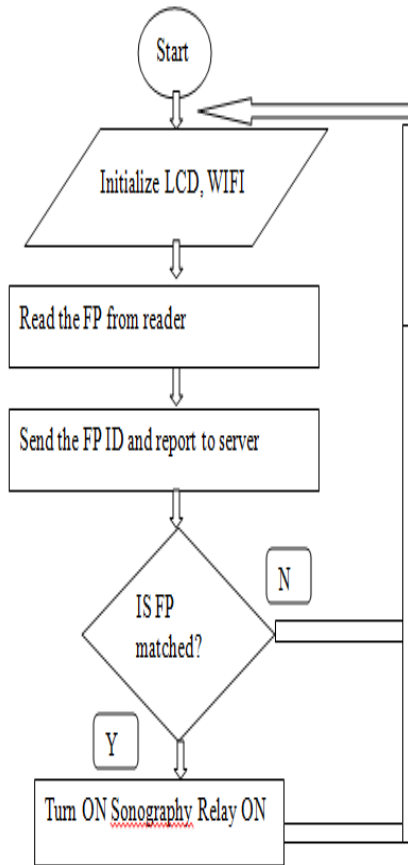 Start
Initialize LCD, WIFI
Read the FP from reader
Send the FP ID and report to server
IS FP
matched?
N
Y
Turn ON Sonography Relay ON